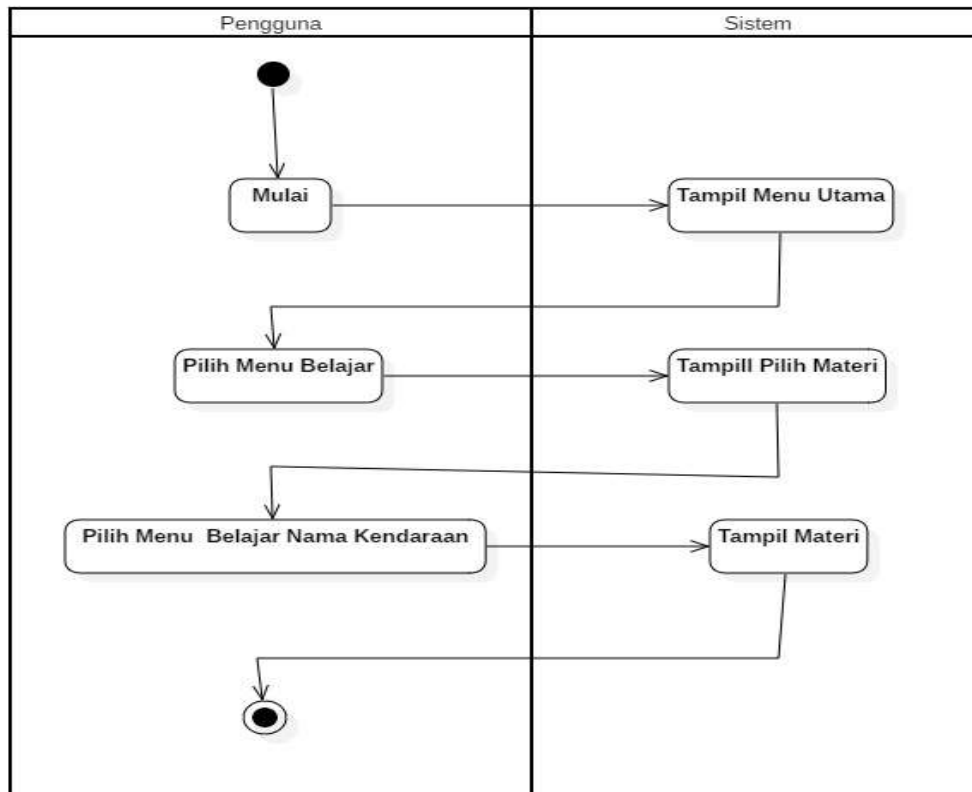 Pengguna
Sistem
Mulai
Tampil Menu Utama
Pilih Menu Belajar
Tampill Pilih Materi
Pilih Menu  Belajar Nama Kendaraan
Tampil Materi